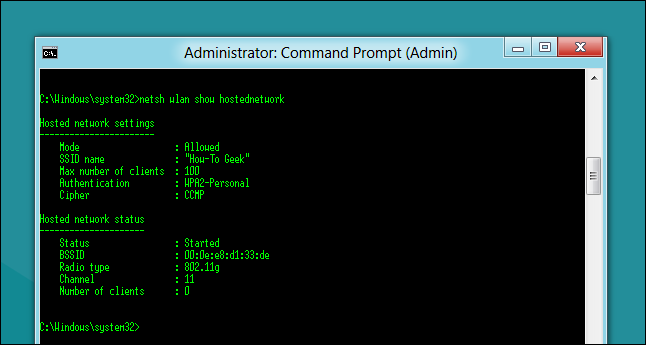 Administrator: Command Prompt (Admin)
C:\Windows\system32>netsh wlan show hostednetwork
Hosted network settings
-----------------------
Mode : Allowed
SSID name : "How-To Geek"
Max number of clients : 100
Authentication : WPA2-Personal
Cipher : CCMP
Hosted network status
---------------------
Status : Started
BSSID : 00:0e:e8:d1:33:de
Radio type : 802.11g
Channel : 11
Number of clients : 0
C:\Windows\system32>